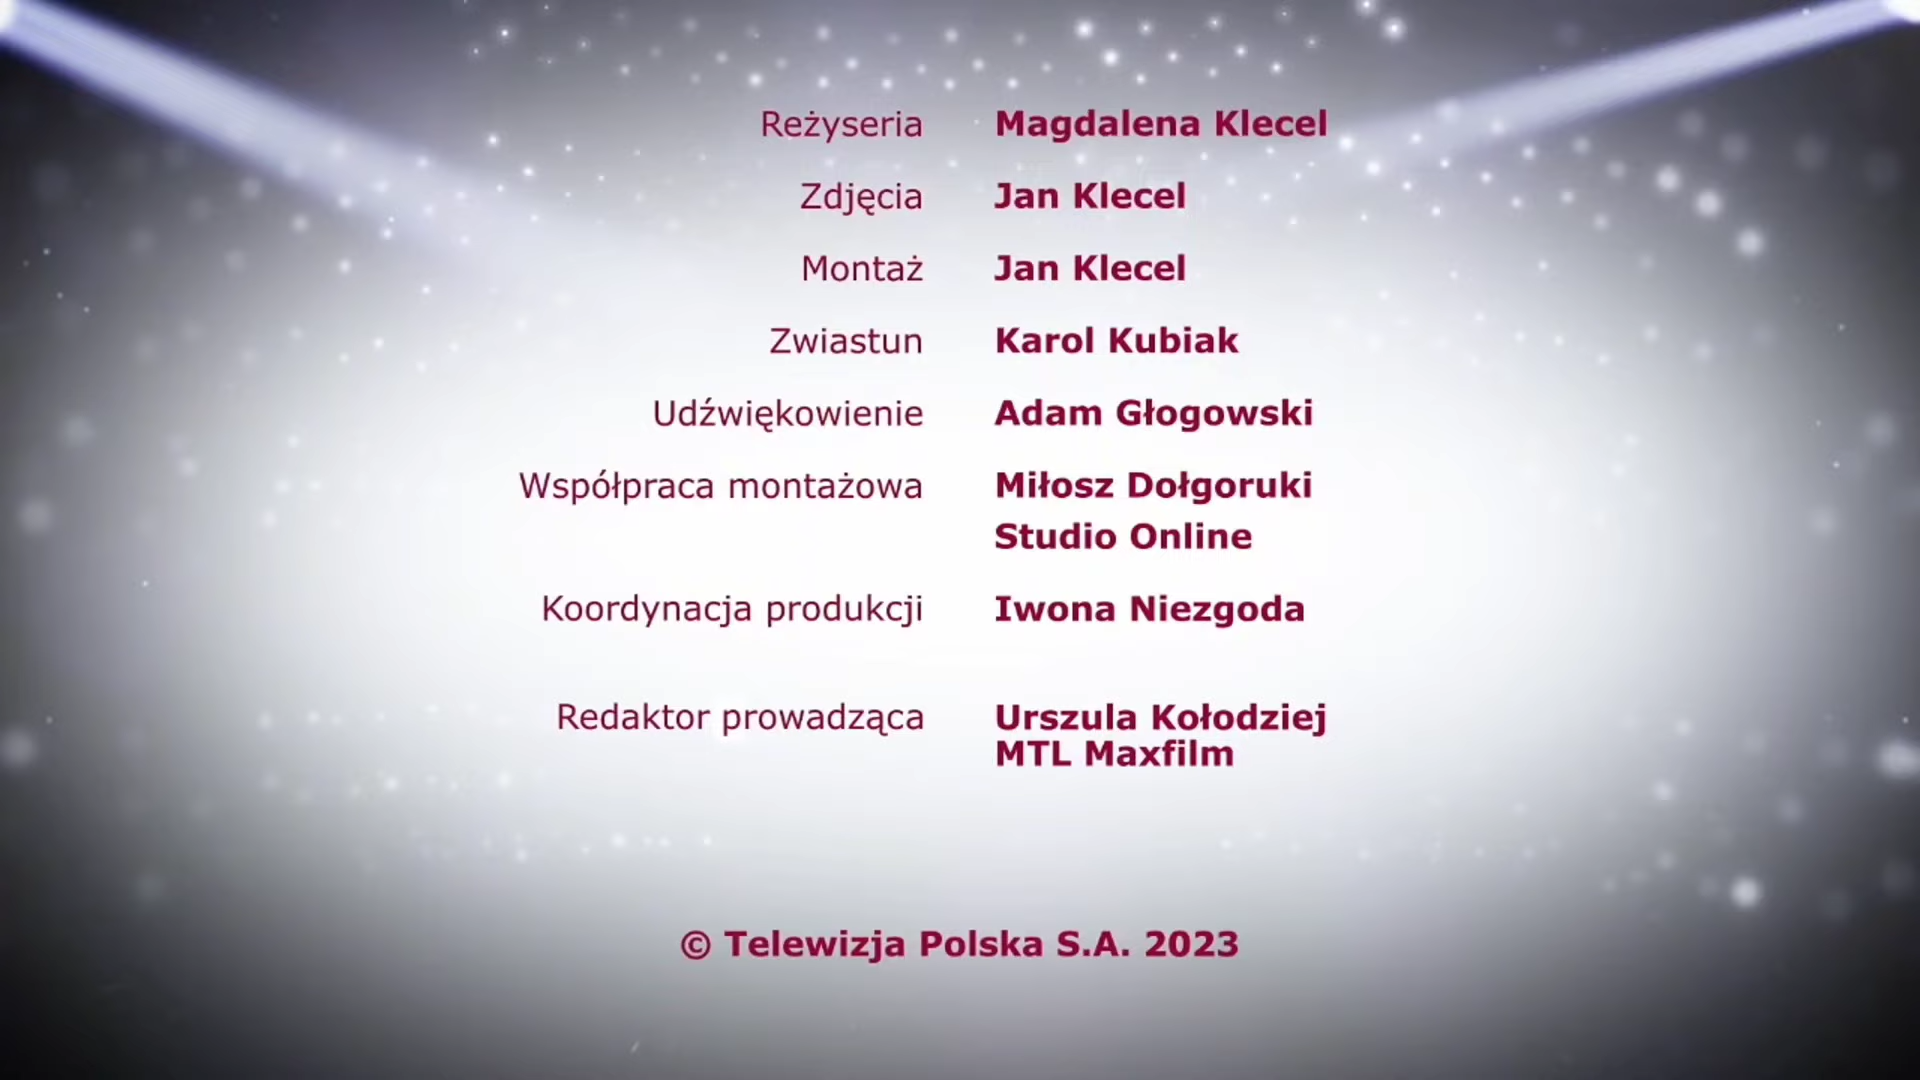 Reżyseria Magdalena Klecel
Zdjęcia Jan Klecel
Montaż Jan Klecel
Zwiastun Karol Kubiak
Udźwiękowienie Adam Głogowski
Współpraca montażowa Miłosz Dołgoruki
Studio Online
Koordynacja produkcji Iwona Niezgoda
Redaktor prowadząca Urszula Kołodziej
MTL Maxfilm
© Telewizja Polska S.A. 2023